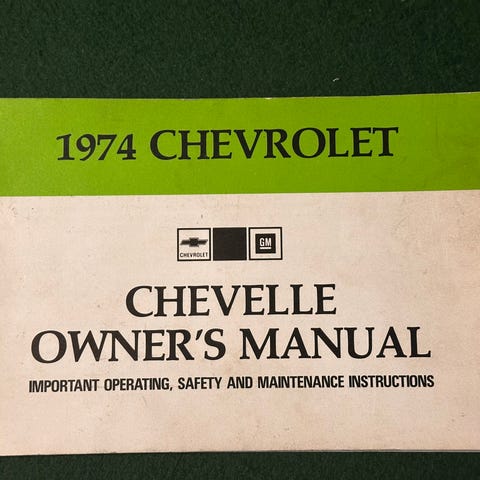 1974 CHEVROLET
CHEVROLET
GM
CHEVELLE
OWNER'S MANUAL
IMPORTANT OPERATING, SAFETY AND MAINTENANCE INSTRUCTIONS